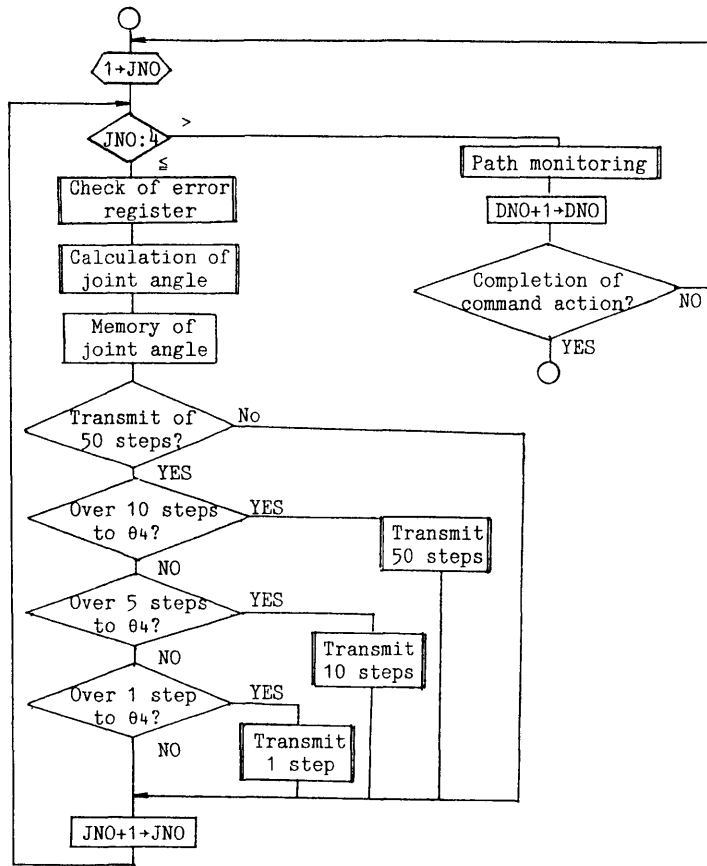 1→JNO
JNO:4
>
≦
Check of error
register
Calculation of
joint angle
Memory of
joint angle
Transmit of
50 steps?
No
YES
Over 10 steps
to θ4?
YES
NO
Transmit
50 steps
Over 5 steps
to θ4?
YES
NO
Transmit
10 steps
Over 1 step
to θ4?
YES
NO
Transmit
1 step
JNO+1→JNO
Path monitoring
DNO+1→DNO
Completion of
command action?
NO
YES